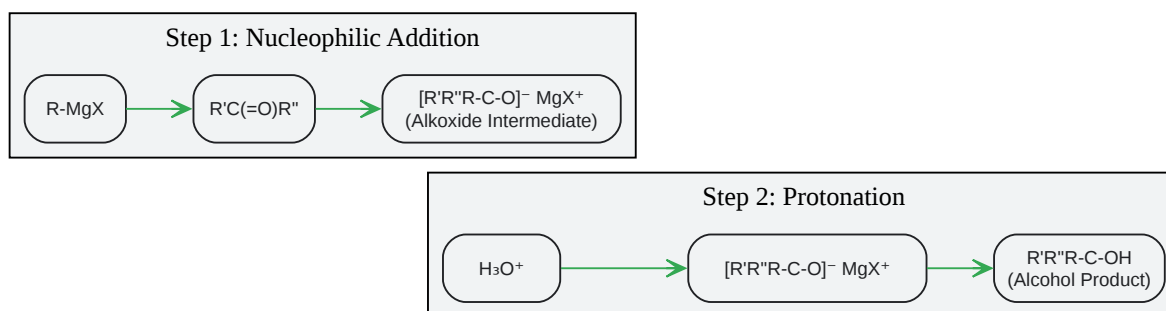 Step 1: Nucleophilic Addition
R-MgX
R'C(=O)R"
[R'R"R-C-O]⁻ MgX⁺
(Alkoxide Intermediate)
Step 2: Protonation
H₃O⁺
[R'R"R-C-O]⁻ MgX⁺
R'R"R-C-OH
(Alcohol Product)